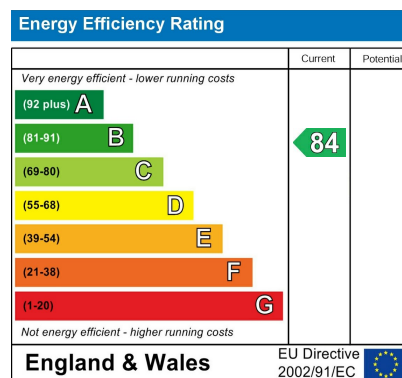 Energy Efficiency Rating
Current Potential
Very energy efficient - lower running costs
(92 plus) A
(81-91) B
84
(69-80) C
(55-68) D
(39-54) E
(21-38) F
(1-20) G
Not energy efficient - higher running costs
England & Wales
EU Directive
2002/91/EC